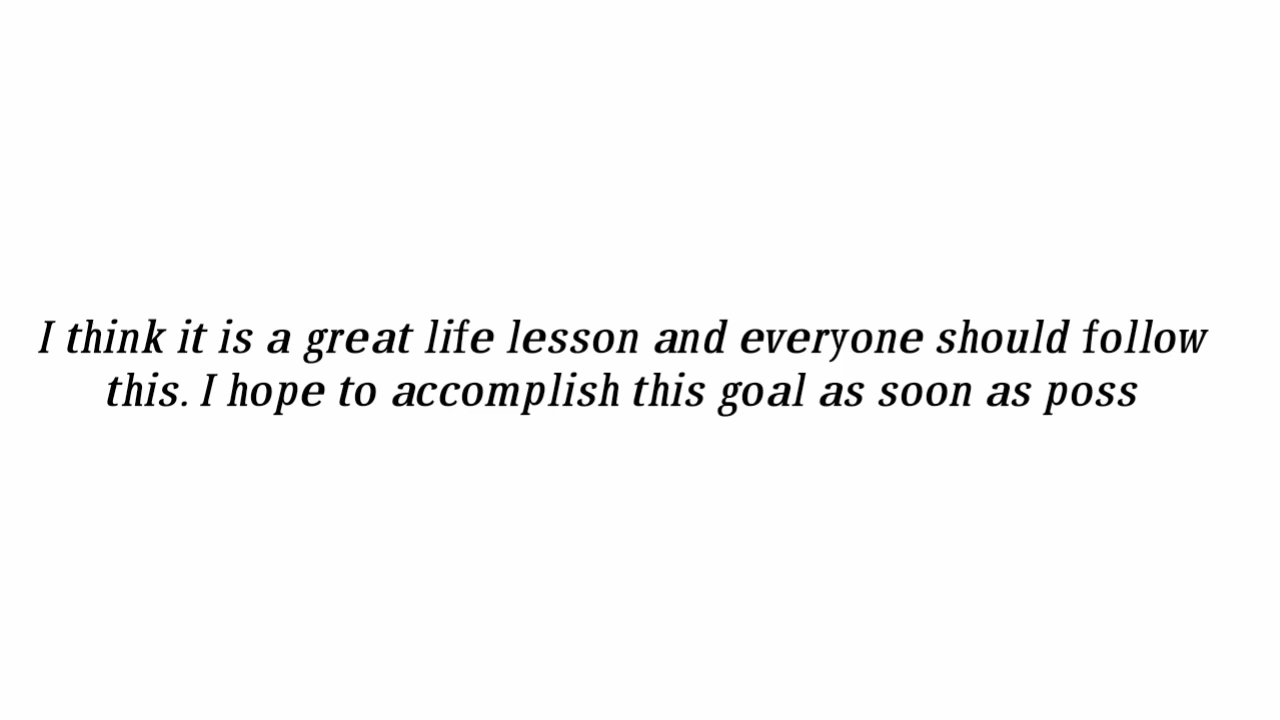 I think it is a great life lesson and everyone should follow
this. I hope to accomplish this goal as soon as poss